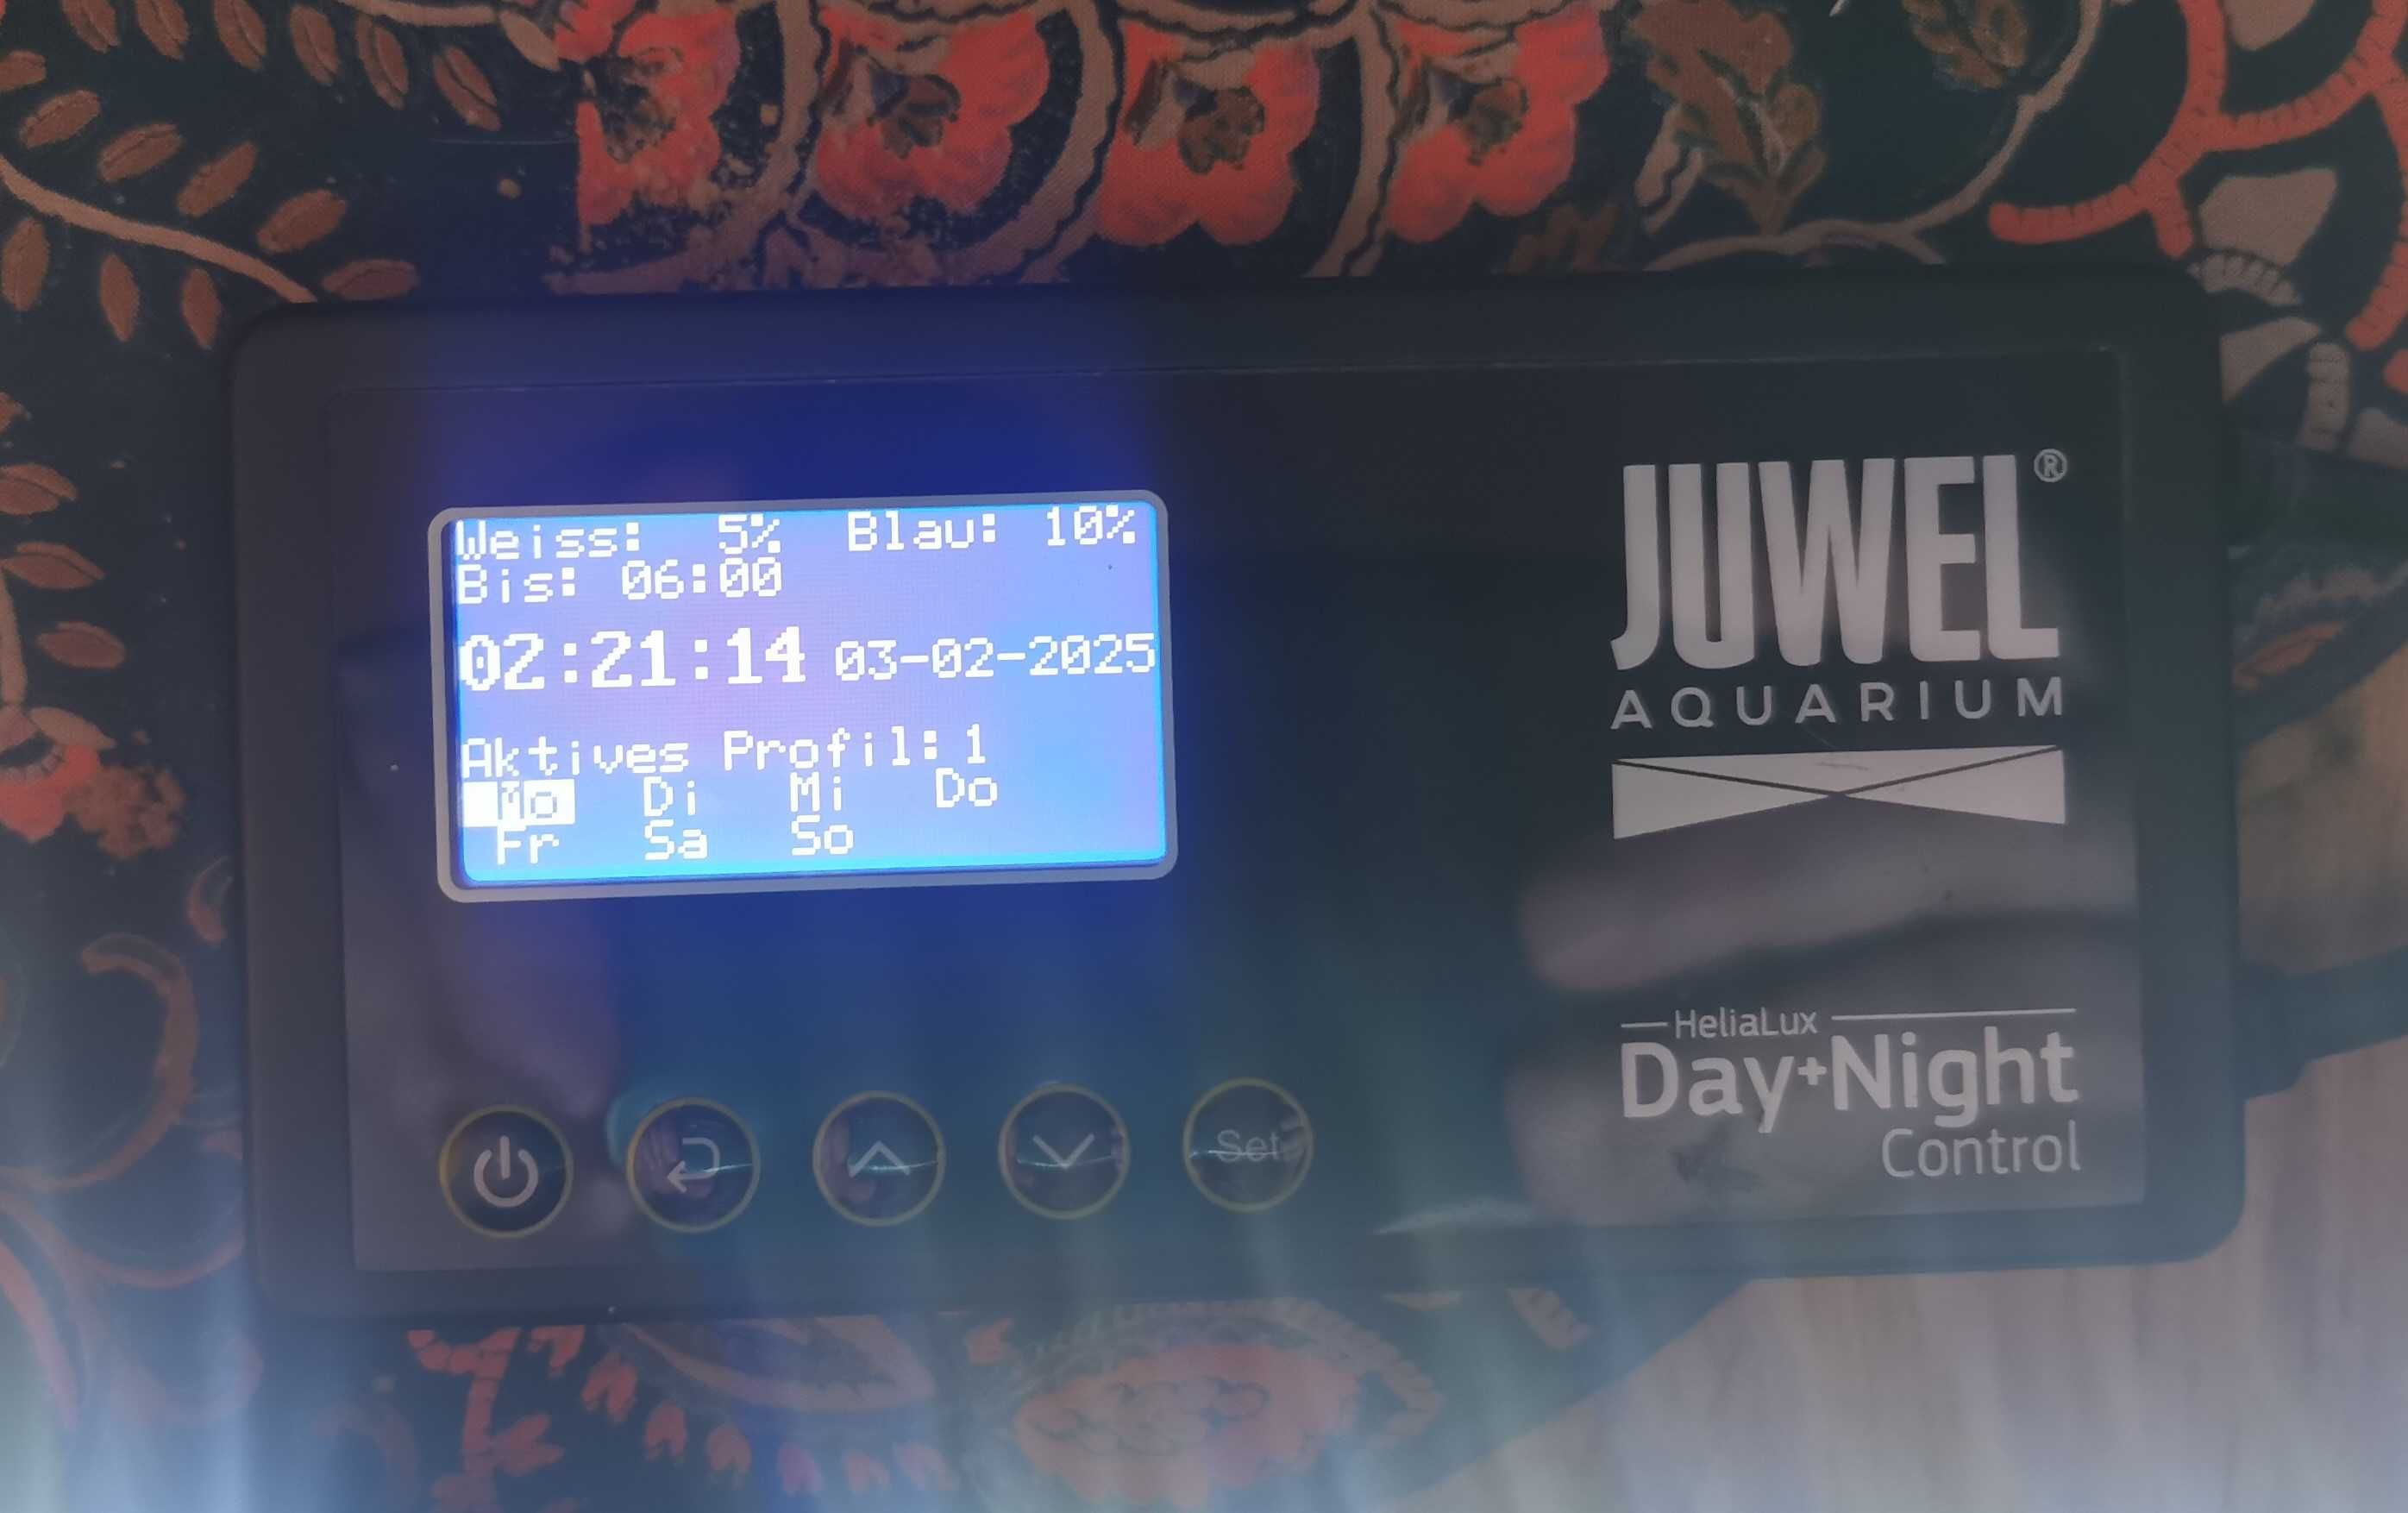 Weiss: 5% Blau: 10%
Bis: 06:00
02:21:14 03-02-2025
Aktives Profil: 1
Mo Di Mi Do
Fr Sa So
JUWEL®
AQUARIUM
HeliaLux
Day+Night
Control
Set